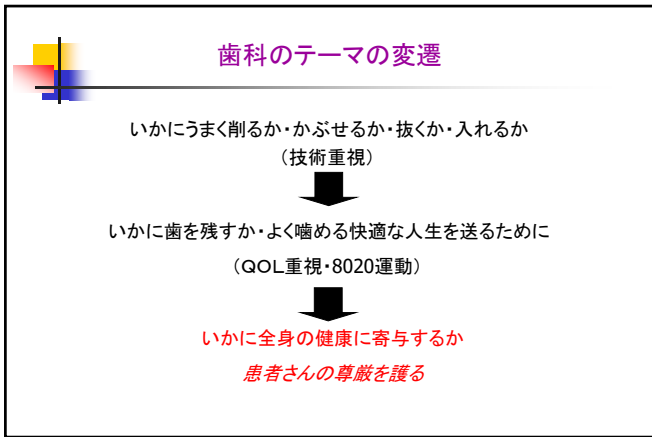 歯科のテーマの変遷
いかにうまく削るか・かぶせるか・抜くか・入れるか
（技術重視）
いかに歯を残すか・よく噛める快適な人生を送るために
（ＱＯＬ重視・8020運動）
いかに全身の健康に寄与するか
患者さんの尊厳を護る